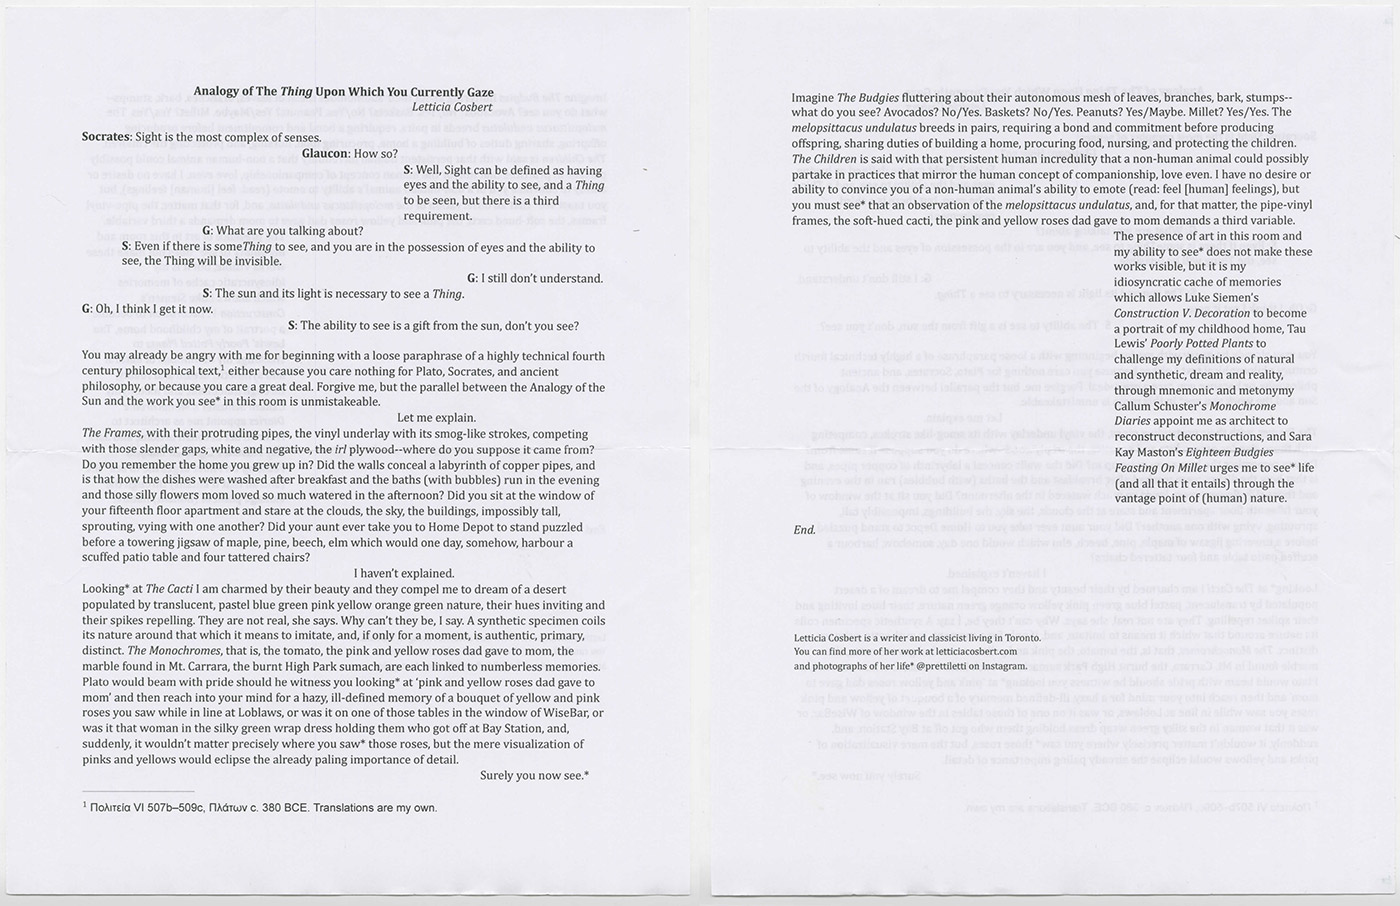 Analogy of The Thing Upon Which You Currently Gaze
Letticia Cosbert
Socrates: Sight is the most complex of senses.
Glaucon: How so?
S: Well, Sight can be defined as having
eyes and the ability to see, and a Thing
to be seen, but there is a third
requirement.
G: What are you talking about?
S: Even if there is someThing to see, and you are in the possession of eyes and the ability to
see, the Thing will be invisible.
G: I still don't understand.
S: The sun and its light is necessary to see a Thing.
G: Oh, I think I get it now.
S: The ability to see is a gift from the sun, don't you see?
You may already be angry with me for beginning with a loose paraphrase of a highly technical fourth
century philosophical text,¹ either because you care nothing for Plato, Socrates, and ancient
philosophy, or because you care a great deal. Forgive me, but the parallel between the Analogy of the
Sun and the work you see* in this room is unmistakeable.
Let me explain.
The Frames, with their protruding pipes, the vinyl underlay with its smog-like strokes, competing
with those slender gaps, white and negative, the irl plywood--where do you suppose it came from?
Do you remember the home you grew up in? Did the walls conceal a labyrinth of copper pipes, and
is that how the dishes were washed after breakfast and the baths (with bubbles) run in the evening
and those silly flowers mom loved so much watered in the afternoon? Did you sit at the window of
your fifteenth floor apartment and stare at the clouds, the sky, the buildings, impossibly tall,
sprouting, vying with one another? Did your aunt ever take you to Home Depot to stand puzzled
before a towering jigsaw of maple, pine, beech, elm which would one day, somehow, harbour a
scuffed patio table and four tattered chairs?
I haven't explained.
Looking* at The Cacti I am charmed by their beauty and they compel me to dream of a desert
populated by translucent, pastel blue green pink yellow orange green nature, their hues inviting and
their spikes repelling. They are not real, she says. Why can't they be, I say. A synthetic specimen coils
its nature around that which it means to imitate, and, if only for a moment, is authentic, primary,
distinct. The Monochromes, that is, the tomato, the pink and yellow roses dad gave to mom, the
marble found in Mt. Carrara, the burnt High Park sumach, are each linked to numberless memories.
Plato would beam with pride should he witness you looking* at 'pink and yellow roses dad gave to
mom' and then reach into your mind for a hazy, ill-defined memory of a bouquet of yellow and pink
roses you saw while in line at Loblaws, or was it on one of those tables in the window of WiseBar, or
was it that woman in the silky green wrap dress holding them who got off at Bay Station, and,
suddenly, it wouldn't matter precisely where you saw* those roses, but the mere visualization of
pinks and yellows would eclipse the already paling importance of detail.
Surely you now see.*
¹ Πολιτεία VI 507b–509c, Πλάτων c. 380 BCE. Translations are my own.
Imagine The Budgies fluttering about their autonomous mesh of leaves, branches, bark, stumps--
what do you see? Avocados? No/Yes. Baskets? No/Yes. Peanuts? Yes/Maybe. Millet? Yes/Yes. The
melopsittacus undulatus breeds in pairs, requiring a bond and commitment before producing
offspring, sharing duties of building a home, procuring food, nursing, and protecting the children.
The Children is said with that persistent human incredulity that a non-human animal could possibly
partake in practices that mirror the human concept of companionship, love even. I have no desire or
ability to convince you of a non-human animal's ability to emote (read: feel [human] feelings), but
you must see* that an observation of the melopsittacus undulatus, and, for that matter, the pipe-vinyl
frames, the soft-hued cacti, the pink and yellow roses dad gave to mom demands a third variable.
The presence of art in this room and
my ability to see* does not make these
works visible, but it is my
idiosyncratic cache of memories
which allows Luke Siemen's
Construction V. Decoration to become
a portrait of my childhood home, Tau
Lewis' Poorly Potted Plants to
challenge my definitions of natural
and synthetic, dream and reality,
through mnemonic and metonymy
Callum Schuster's Monochrome
Diaries appoint me as architect to
reconstruct deconstructions, and Sara
Kay Maston's Eighteen Budgies
Feasting On Millet urges me to see* life
(and all that it entails) through the
vantage point of (human) nature.
End.
Letticia Cosbert is a writer and classicist living in Toronto.
You can find more of her work at letticiacosbert.com
and photographs of her life* @prettiletti on Instagram.